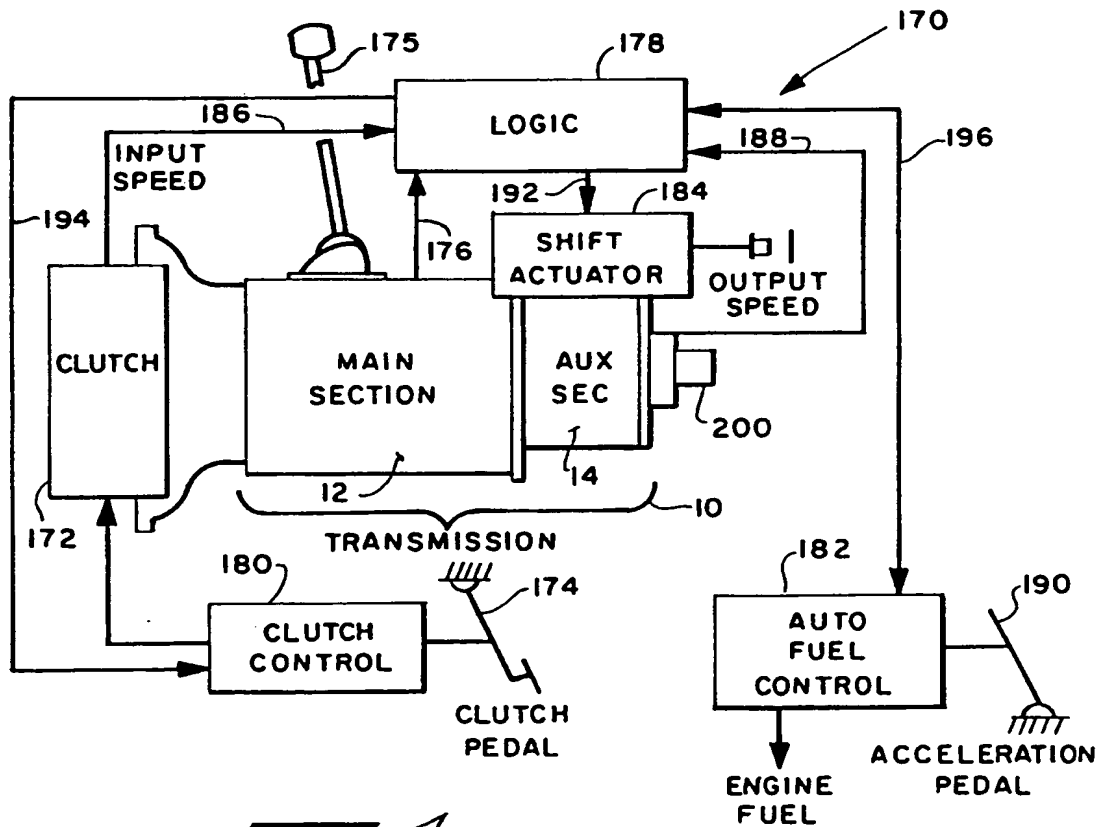 175
178
170
LOGIC
186
INPUT
SPEED
188
196
192
184
194
176
SHIFT
ACTUATOR
OUTPUT
SPEED
CLUTCH
MAIN
SECTION
AUX
SEC
200
12
14
10
172
TRANSMISSION
180
174
182
190
CLUTCH
CONTROL
AUTO
FUEL
CONTROL
CLUTCH
PEDAL
ACCELERATION
PEDAL
ENGINE
FUEL